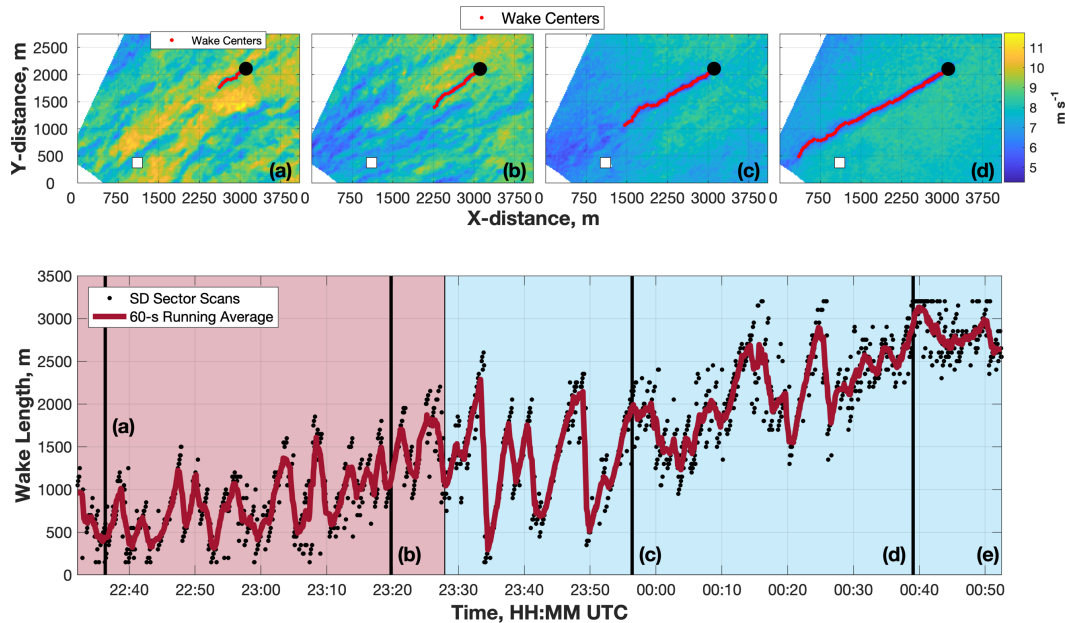 Wake Centers
Wake Centers
Y-distance, m
2500
2000
1500
1000
500
0
(a) (b) (c) (d)
0 750 1500 2250 3000 3750 0 750 1500 2250 3000 3750 0 750 1500 2250 3000 3750 0 750 1500 2250 3000 3750
X-distance, m
11
10
9
8
7
6
5
m s-1
Wake Length, m
3500
3000
2500
2000
1500
1000
500
0
SD Sector Scans
60-s Running Average
(a)
(b) (c) (d) (e)
22:40 22:50 23:00 23:10 23:20 23:30 23:40 23:50 00:00 00:10 00:20 00:30 00:40 00:50
Time, HH:MM UTC